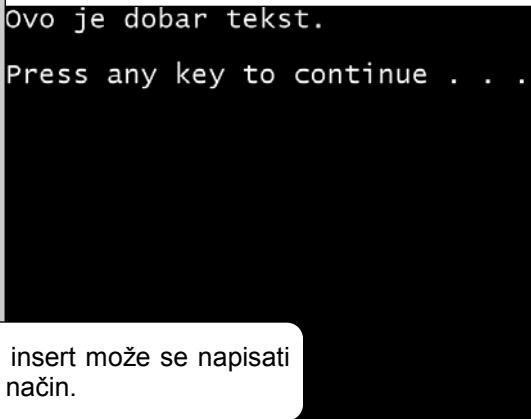 Ovo je dobar tekst.
Press any key to continue . . .
insert može se napisati
način.